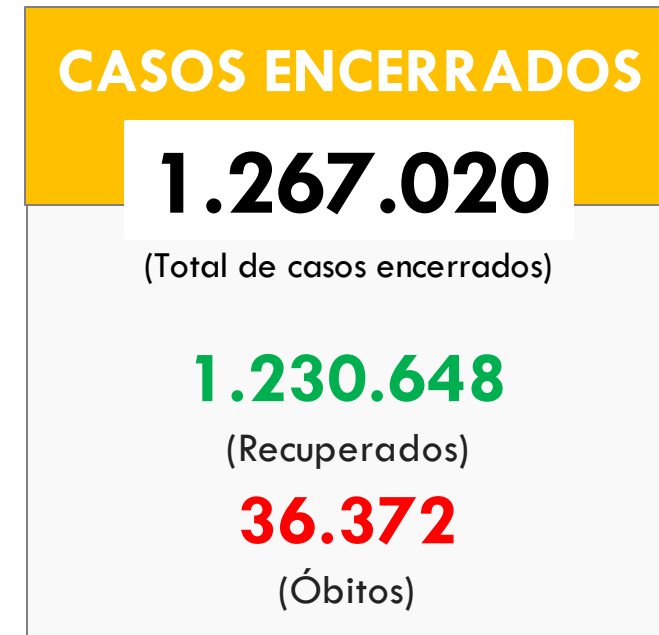 CASOS ENCERRADOS
1.267.020
(Total de casos encerrados)
1.230.648
(Recuperados)
36.372
(Óbitos)